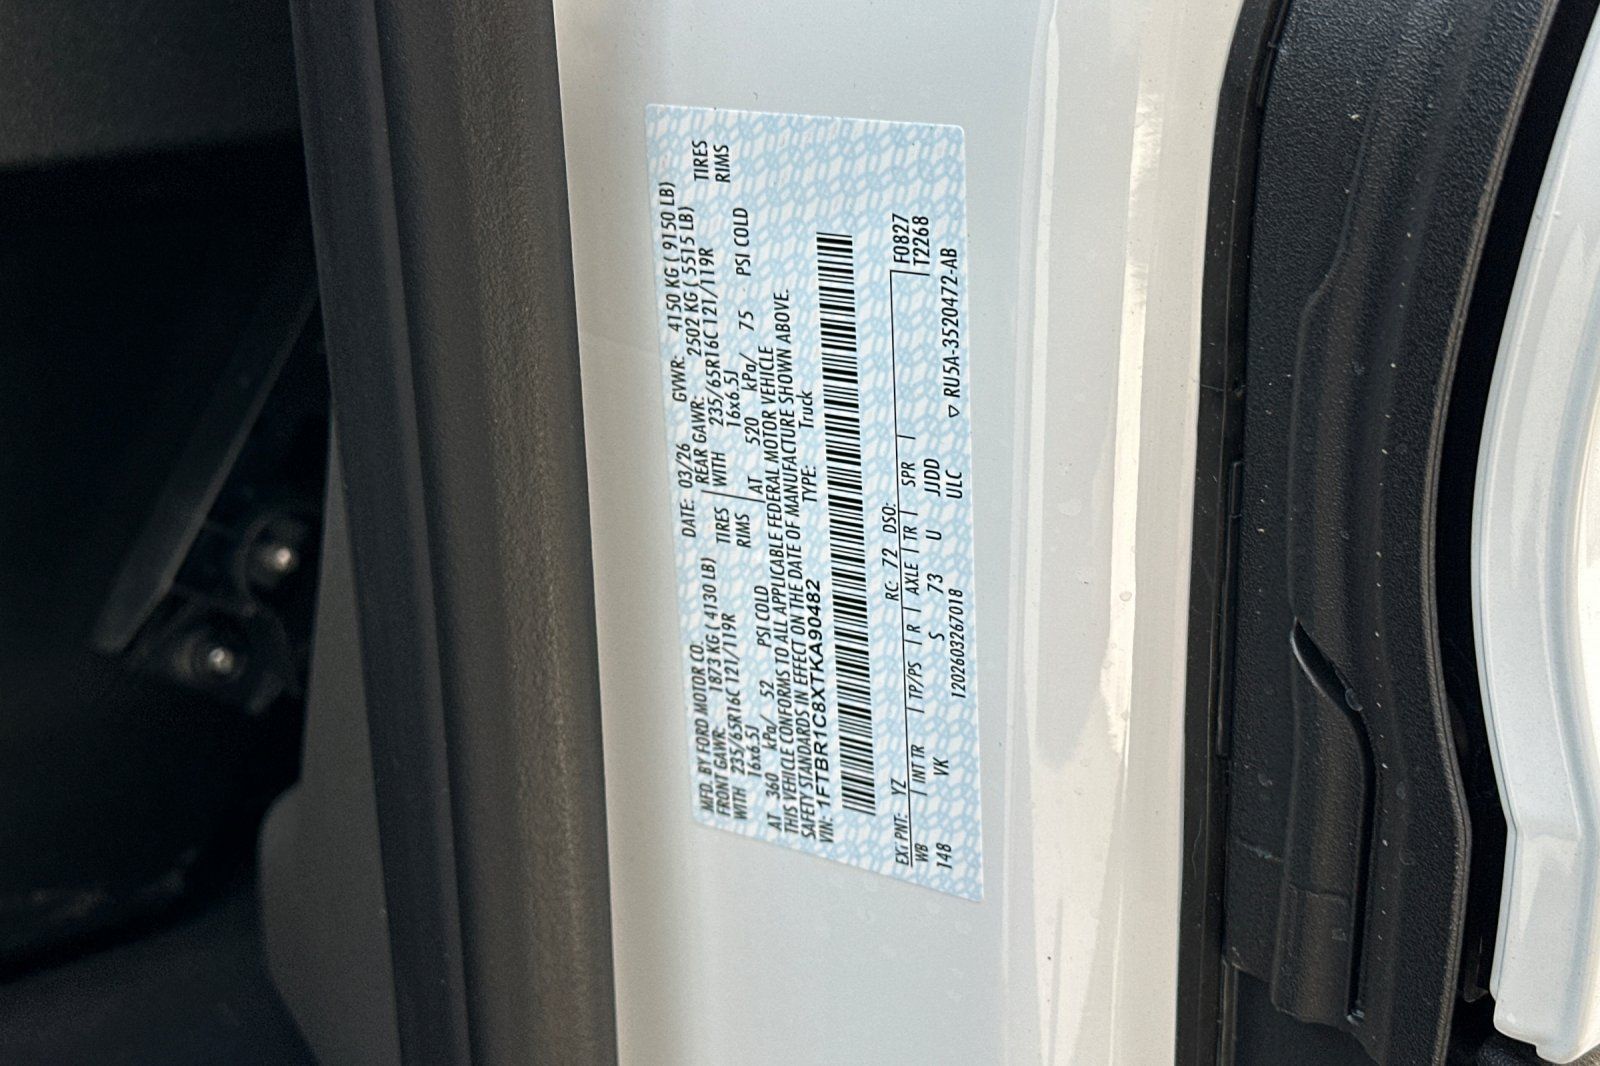 MFD. BY FORD MOTOR CO.
DATE: 03/26 GVWR: 4150 KG ( 9150 LB)
FRONT GAWR: 1873 KG ( 4130 LB) REAR GAWR: 2502 KG ( 5515 LB)
WITH 235/65R16C 121/119R TIRES WITH 235/65R16C 121/119R TIRES
16x6.5J RIMS 16x6.5J RIMS
AT 360 kPa/ 52 PSI COLD AT 520 kPa/ 75 PSI COLD
THIS VEHICLE CONFORMS TO ALL APPLICABLE FEDERAL MOTOR VEHICLE
SAFETY STANDARDS IN EFFECT ON THE DATE OF MANUFACTURE SHOWN ABOVE.
VIN: 1FTBR1C8XTKA90482 TYPE: Truck
EXT PNT: YZ RC: 72 DSO: F0827
WB INT TR TP/PS R AXLE TR SPR T2268
148 VK S 73 U JJDD
1202603267018 ULC ▽ RU5A-3520472-AB